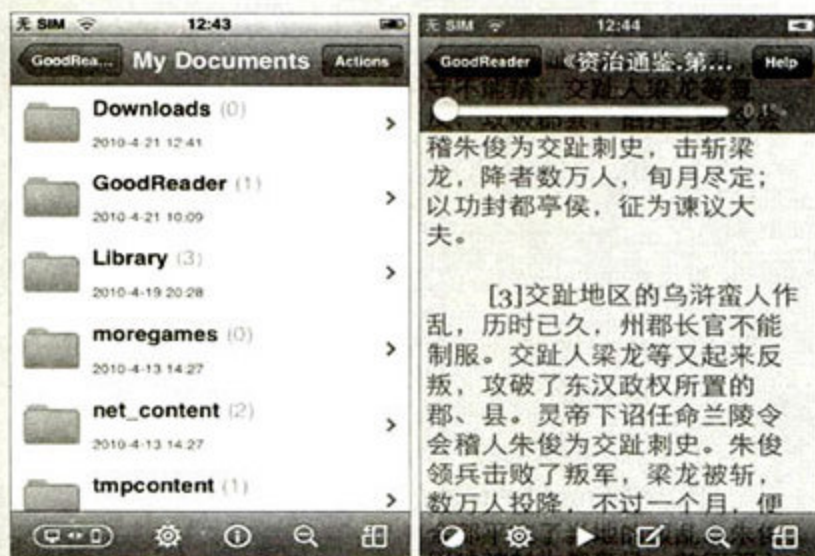 无 SIM
12:43
GoodRea...
My Documents
Actions
Downloads (0)
2010-4-21 12:41
GoodReader (1)
2010-4-21 10:09
Library (3)
2010-4-19 20:28
moregames (0)
2010-4-13 14:27
net_content (2)
2010-4-13 14:27
tmpcontent (1)
无 SIM
12:44
GoodReader
《资治通鉴.第...
Help
0.1%
稽朱俊为交趾刺史，击斩梁
龙，降者数万人，旬月尽定；
以功封都亭侯，征为谏议大
夫。
[3]交趾地区的乌浒蛮人作
乱，历时已久，州郡长官不能
制服。交趾人梁龙等又起来反
叛，攻破了东汉政权所置的
郡、县。灵帝下诏任命兰陵令
会稽人朱俊为交趾刺史。朱俊
领兵击败了叛军，梁龙被斩，
数万人投降，不过一个月，便